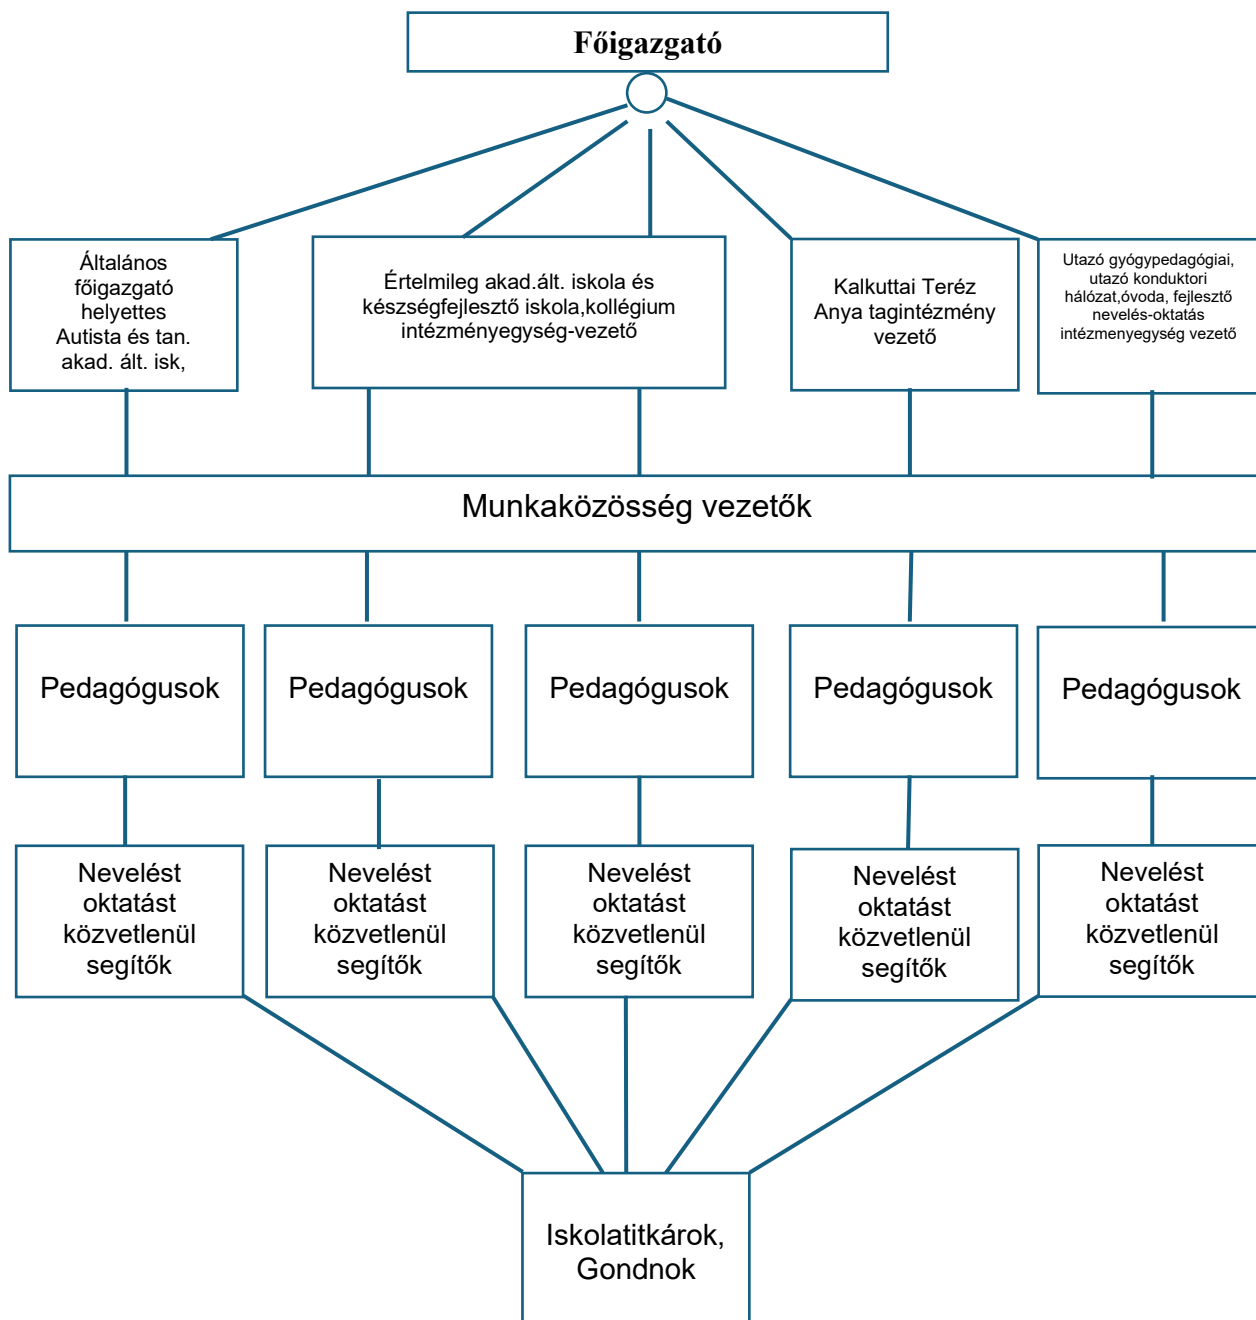 Főigazgató
Általános
főigazgató
helyettes
Autista és tan.
akad. ált. isk,
Értelmileg akad.ált. iskola és
készségfejlesztő iskola,kollégium
intézményegység-vezető
Kalkuttai Teréz
Anya tagintézmény
vezető
Utazó gyógypedagógiai,
utazó konduktori
hálózat,óvoda, fejlesztő
nevelés-oktatás
intézmenyegység vezető
Munkaközösség vezetők
Pedagógusok
Pedagógusok
Pedagógusok
Pedagógusok
Pedagógusok
Nevelést
oktatást
közvetlenül
segítők
Nevelést
oktatást
közvetlenül
segítők
Nevelést
oktatást
közvetlenül
segítők
Nevelést
oktatást
közvetlenül
segítők
Nevelést
oktatást
közvetlenül
segítők
Iskolatitkárok,
Gondnok